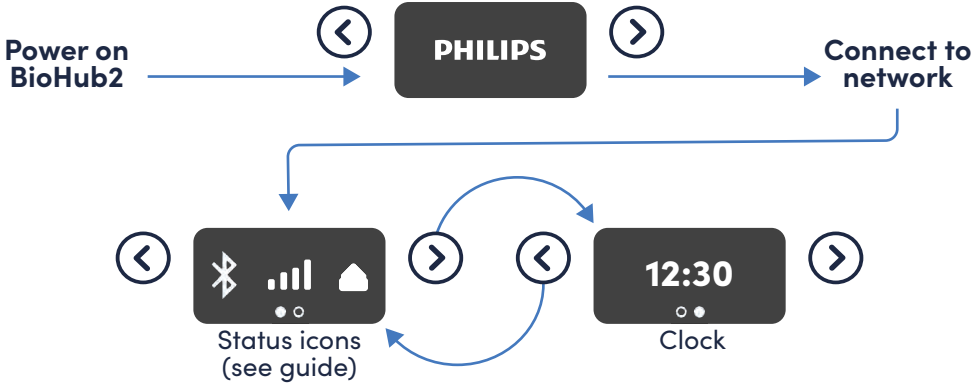 Power on
BioHub2
PHILIPS
Connect to
network
12:30
Status icons
(see guide)
Clock